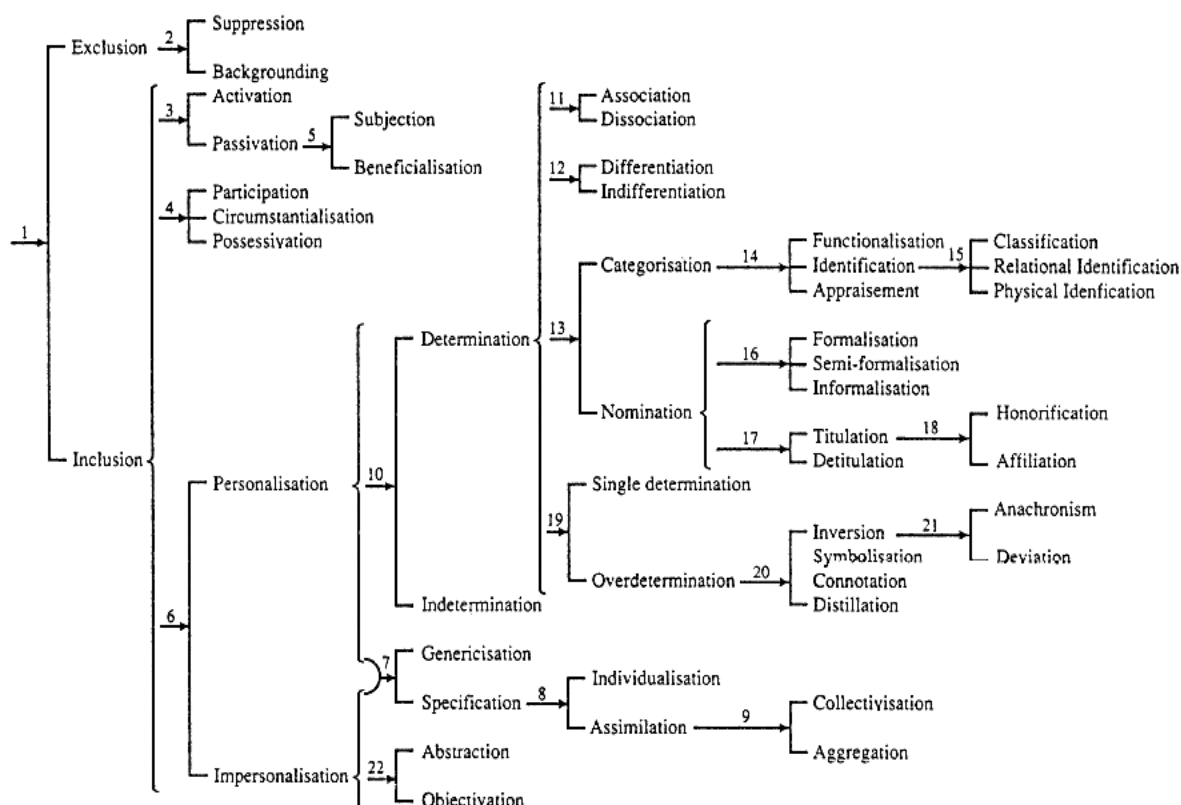 1
Exclusion
2
Suppression
Backgrounding
Inclusion
3
Activation
Passivation
5
Subjection
Beneficialisation
4
Participation
Circumstantialisation
Possessivation
6
Personalisation
Impersonalisation
10
Determination
Indetermination
11
Association
Dissociation
12
Differentiation
Indifferentiation
13
Categorisation
14
Functionalisation
Identification
Appraisement
15
Classification
Relational Identification
Physical Idenfication
Nomination
16
Formalisation
Semi-formalisation
Informalisation
17
Titulation
Detitulation
18
Honorification
Affiliation
19
Single determination
Overdetermination
20
Inversion
Symbolisation
Connotation
Distillation
21
Anachronism
Deviation
7
Genericisation
Specification
8
Individualisation
Assimilation
9
Collectivisation
Aggregation
22
Abstraction
Objectivation